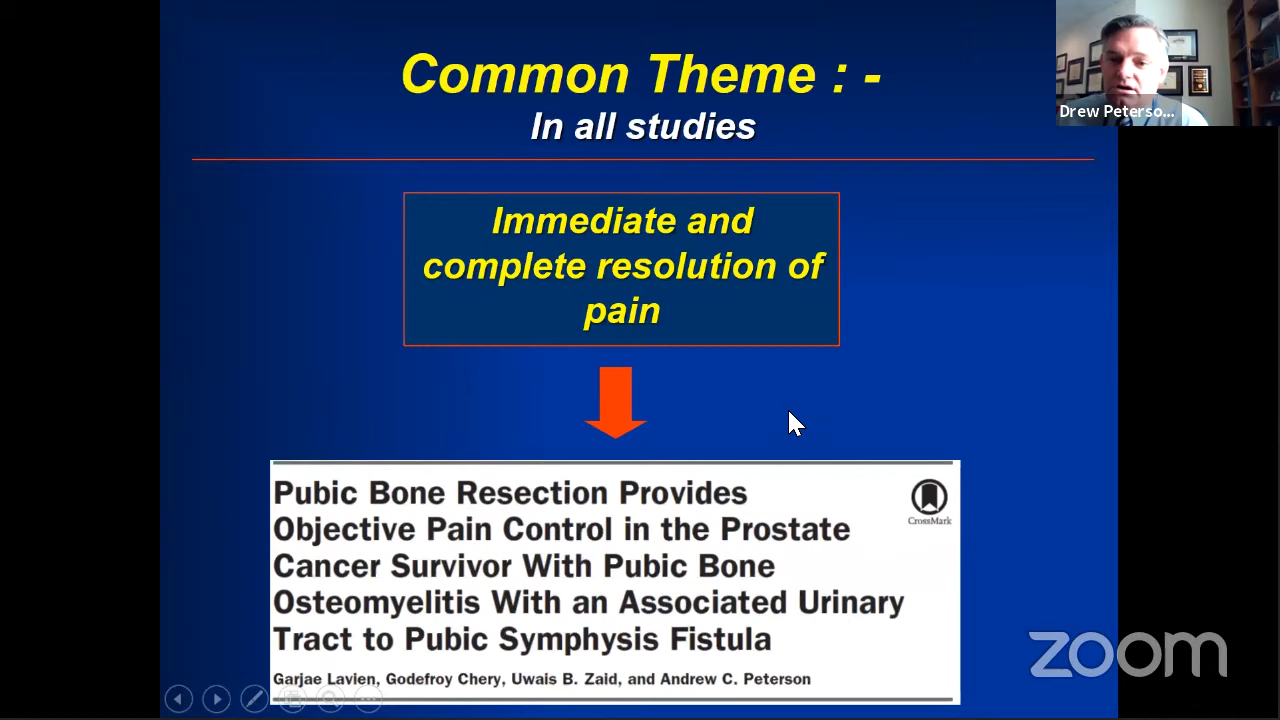 Common Theme : -
In all studies
Drew Peterso...
Immediate and
complete resolution of
pain
Pubic Bone Resection Provides
Objective Pain Control in the Prostate
Cancer Survivor With Pubic Bone
Osteomyelitis With an Associated Urinary
Tract to Pubic Symphysis Fistula
CrossMark
Garjae Lavien, Godefroy Chery, Uwais B. Zaid, and Andrew C. Peterson
zoom